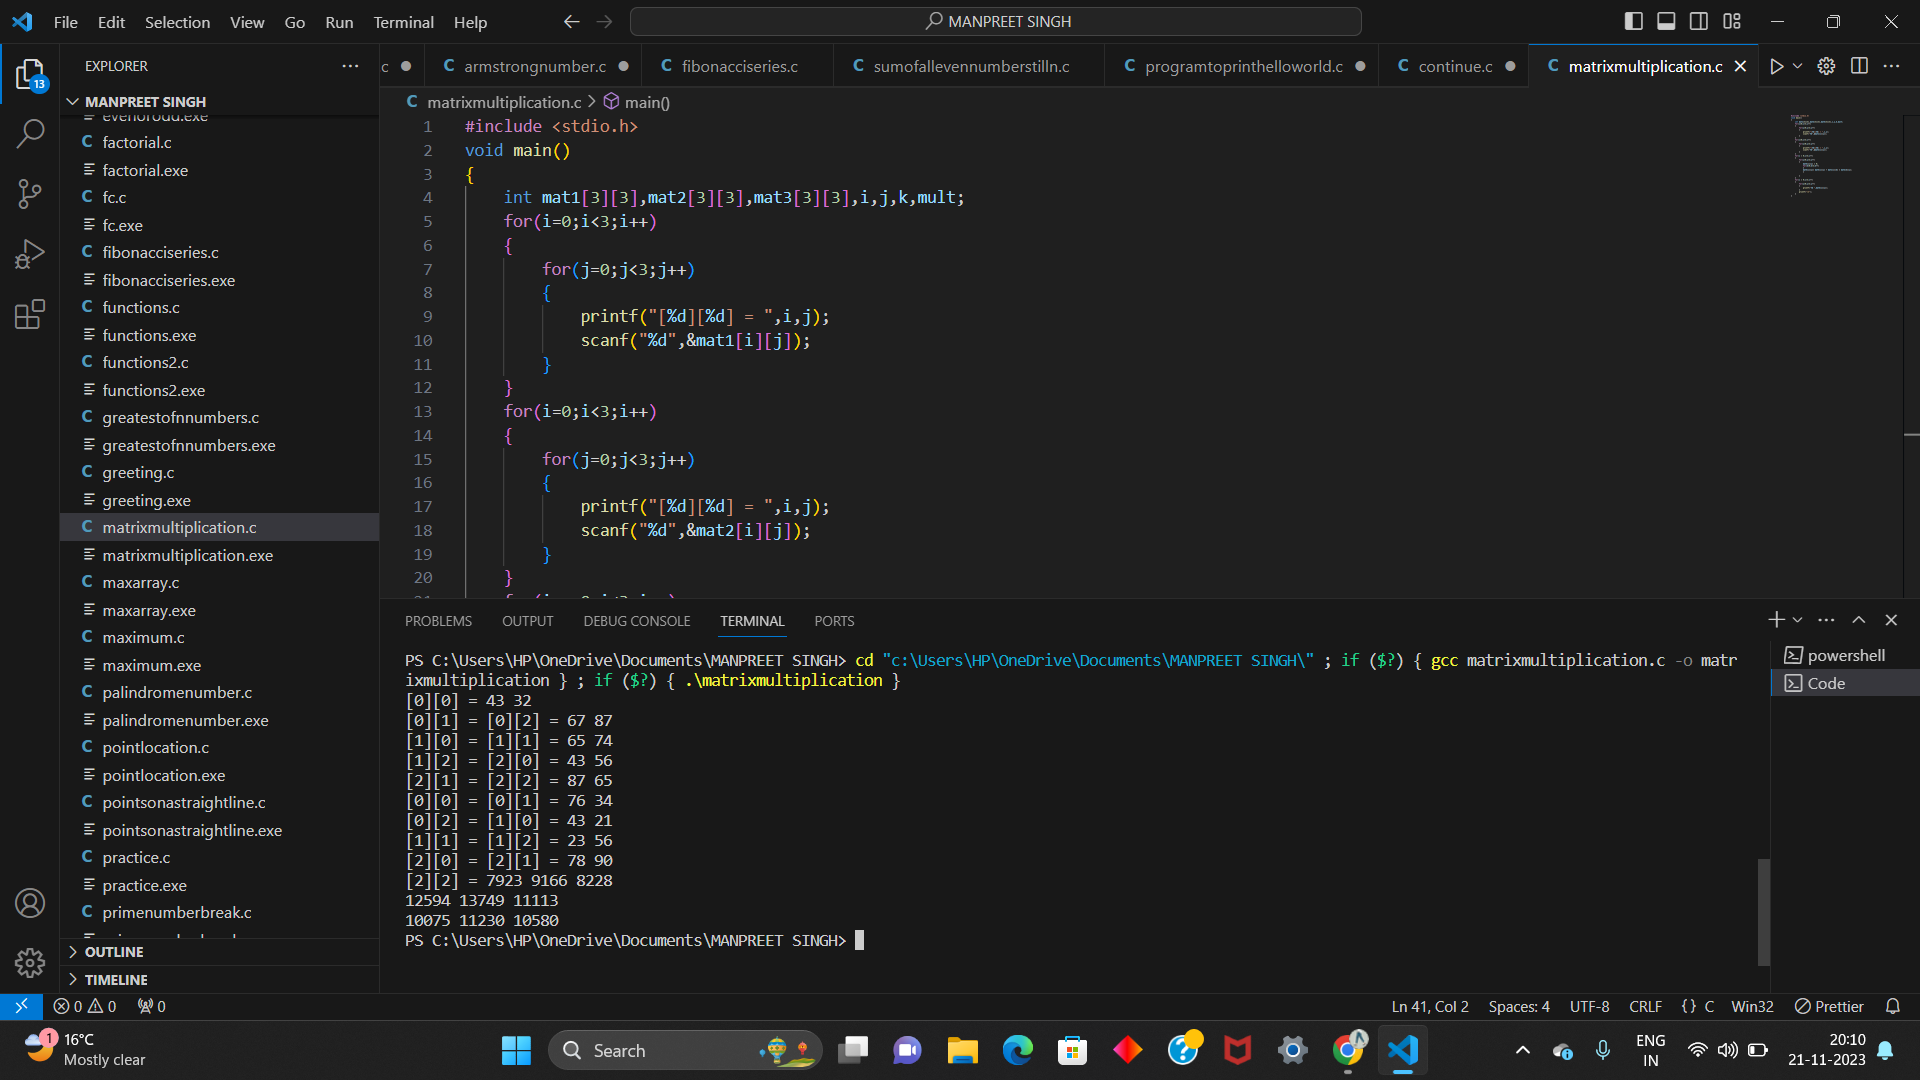 File Edit Selection View Go Run Terminal Help
MANPREET SINGH
EXPLORER
c armstrongnumber.c fibonacciseries.c sumofallevennumberstilln.c programtoprinthelloworld.c continue.c matrixmultiplication.c
13
MANPREET SINGH
matrixmultiplication.c > main()
evenorodd.exe
factorial.c
factorial.exe
fc.c
fc.exe
fibonacciseries.c
fibonacciseries.exe
functions.c
functions.exe
functions2.c
functions2.exe
greatestofnnumbers.c
greatestofnnumbers.exe
greeting.c
greeting.exe
matrixmultiplication.c
matrixmultiplication.exe
maxarray.c
maxarray.exe
maximum.c
maximum.exe
palindromenumber.c
palindromenumber.exe
pointlocation.c
pointlocation.exe
pointsonastraightline.c
pointsonastraightline.exe
practice.c
practice.exe
primenumberbreak.c
OUTLINE
TIMELINE
1 #include <stdio.h>
2 void main()
3 {
4 int mat1[3][3],mat2[3][3],mat3[3][3],i,j,k,mult;
5 for(i=0;i<3;i++)
6 {
7 for(j=0;j<3;j++)
8 {
9 printf("[%d][%d] = ",i,j);
10 scanf("%d",&mat1[i][j]);
11 }
12 }
13 for(i=0;i<3;i++)
14 {
15 for(j=0;j<3;j++)
16 {
17 printf("[%d][%d] = ",i,j);
18 scanf("%d",&mat2[i][j]);
19 }
20 }
PROBLEMS OUTPUT DEBUG CONSOLE TERMINAL PORTS
powershell
Code
PS C:\Users\HP\OneDrive\Documents\MANPREET SINGH> cd "c:\Users\HP\OneDrive\Documents\MANPREET SINGH\" ; if ($?) { gcc matrixmultiplication.c -o matr
ixmultiplication } ; if ($?) { .\matrixmultiplication }
[0][0] = 43 32
[0][1] = [0][2] = 67 87
[1][0] = [1][1] = 65 74
[1][2] = [2][0] = 43 56
[2][1] = [2][2] = 87 65
[0][0] = [0][1] = 76 34
[0][2] = [1][0] = 43 21
[1][1] = [1][2] = 23 56
[2][0] = [2][1] = 78 90
[2][2] = 7923 9166 8228
12594 13749 11113
10075 11230 10580
PS C:\Users\HP\OneDrive\Documents\MANPREET SINGH>
0 0 0
Ln 41, Col 2 Spaces: 4 UTF-8 CRLF {} C Win32 Prettier
1
16°C
Mostly clear
Search
ENG
IN
20:10
21-11-2023